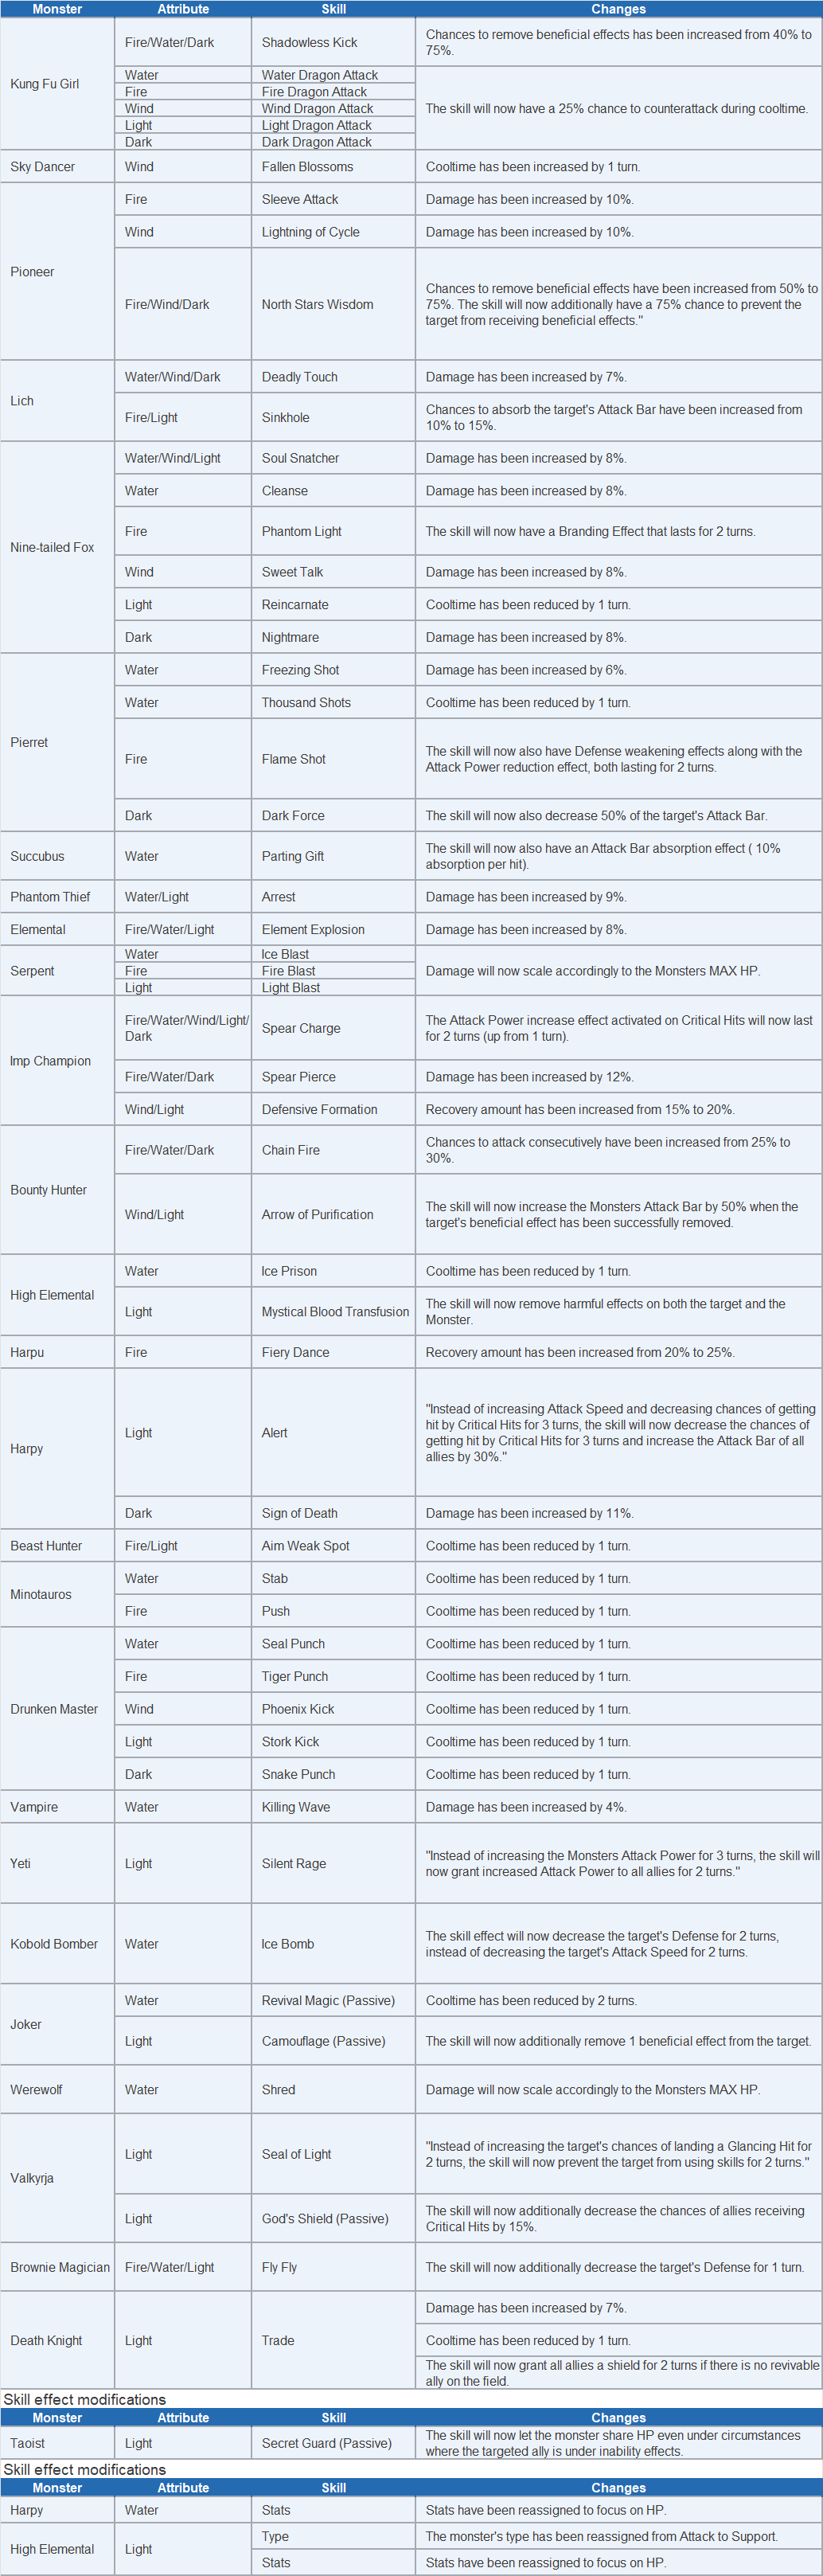 Monster Attribute Skill Changes
Kung Fu Girl
Fire/Water/Dark Shadowless Kick
Chances to remove beneficial effects has been increased from 40% to
75%.
Water Water Dragon Attack
Fire Fire Dragon Attack
Wind Wind Dragon Attack
Light Light Dragon Attack
Dark Dark Dragon Attack
The skill will now have a 25% chance to counterattack during cooltime.
Sky Dancer Wind Fallen Blossoms Cooltime has been increased by 1 turn.
Pioneer
Fire Sleeve Attack Damage has been increased by 10%.
Wind Lightning of Cycle Damage has been increased by 10%.
Fire/Wind/Dark North Stars Wisdom
Chances to remove beneficial effects have been increased from 50% to
75%. The skill will now additionally have a 75% chance to prevent the
target from receiving beneficial effects."
Lich
Water/Wind/Dark Deadly Touch Damage has been increased by 7%.
Fire/Light Sinkhole
Chances to absorb the target's Attack Bar have been increased from
10% to 15%.
Nine-tailed Fox
Water/Wind/Light Soul Snatcher Damage has been increased by 8%.
Water Cleanse Damage has been increased by 8%.
Fire Phantom Light The skill will now have a Branding Effect that lasts for 2 turns.
Wind Sweet Talk Damage has been increased by 8%.
Light Reincarnate Cooltime has been reduced by 1 turn.
Dark Nightmare Damage has been increased by 8%.
Pierret
Water Freezing Shot Damage has been increased by 6%.
Water Thousand Shots Cooltime has been reduced by 1 turn.
Fire Flame Shot
The skill will now also have Defense weakening effects along with the
Attack Power reduction effect, both lasting for 2 turns.
Dark Dark Force The skill will now also decrease 50% of the target's Attack Bar.
Succubus Water Parting Gift
The skill will now also have an Attack Bar absorption effect ( 10%
absorption per hit).
Phantom Thief Water/Light Arrest Damage has been increased by 9%.
Elemental Fire/Water/Light Element Explosion Damage has been increased by 8%.
Serpent
Water Ice Blast
Fire Fire Blast
Light Light Blast
Damage will now scale accordingly to the Monsters MAX HP.
Imp Champion
Fire/Water/Wind/Light/
Dark
Spear Charge
The Attack Power increase effect activated on Critical Hits will now last
for 2 turns (up from 1 turn).
Fire/Water/Dark Spear Pierce Damage has been increased by 12%.
Wind/Light Defensive Formation Recovery amount has been increased from 15% to 20%.
Bounty Hunter
Fire/Water/Dark Chain Fire
Chances to attack consecutively have been increased from 25% to
30%.
Wind/Light Arrow of Purification
The skill will now increase the Monsters Attack Bar by 50% when the
target's beneficial effect has been successfully removed.
High Elemental
Water Ice Prison Cooltime has been reduced by 1 turn.
Light Mystical Blood Transfusion
The skill will now remove harmful effects on both the target and the
Monster.
Harpu Fire Fiery Dance Recovery amount has been increased from 20% to 25%.
Harpy
Light Alert
"Instead of increasing Attack Speed and decreasing chances of getting
hit by Critical Hits for 3 turns, the skill will now decrease the chances of
getting hit by Critical Hits for 3 turns and increase the Attack Bar of all
allies by 30%."
Dark Sign of Death Damage has been increased by 11%.
Beast Hunter Fire/Light Aim Weak Spot Cooltime has been reduced by 1 turn.
Minotauros
Water Stab Cooltime has been reduced by 1 turn.
Fire Push Cooltime has been reduced by 1 turn.
Drunken Master
Water Seal Punch Cooltime has been reduced by 1 turn.
Fire Tiger Punch Cooltime has been reduced by 1 turn.
Wind Phoenix Kick Cooltime has been reduced by 1 turn.
Light Stork Kick Cooltime has been reduced by 1 turn.
Dark Snake Punch Cooltime has been reduced by 1 turn.
Vampire Water Killing Wave Damage has been increased by 4%.
Yeti Light Silent Rage
"Instead of increasing the Monsters Attack Power for 3 turns, the skill will
now grant increased Attack Power to all allies for 2 turns."
Kobold Bomber Water Ice Bomb
The skill effect will now decrease the target's Defense for 2 turns,
instead of decreasing the target's Attack Speed for 2 turns.
Joker
Water Revival Magic (Passive) Cooltime has been reduced by 2 turns.
Light Camouflage (Passive) The skill will now additionally remove 1 beneficial effect from the target.
Werewolf Water Shred Damage will now scale accordingly to the Monsters MAX HP.
Valkyrja
Light Seal of Light
"Instead of increasing the target's chances of landing a Glancing Hit for
2 turns, the skill will now prevent the target from using skills for 2 turns."
Light God's Shield (Passive)
The skill will now additionally decrease the chances of allies receiving
Critical Hits by 15%.
Brownie Magician Fire/Water/Light Fly Fly The skill will now additionally decrease the target's Defense for 1 turn.
Death Knight Light Trade
Damage has been increased by 7%.
Cooltime has been reduced by 1 turn.
The skill will now grant all allies a shield for 2 turns if there is no revivable
ally on the field.
Skill effect modifications
Monster Attribute Skill Changes
Taoist Light Secret Guard (Passive)
The skill will now let the monster share HP even under circumstances
where the targeted ally is under inability effects.
Skill effect modifications
Monster Attribute Skill Changes
Harpy Water Stats Stats have been reassigned to focus on HP.
High Elemental Light
Type The monster's type has been reassigned from Attack to Support.
Stats Stats have been reassigned to focus on HP.